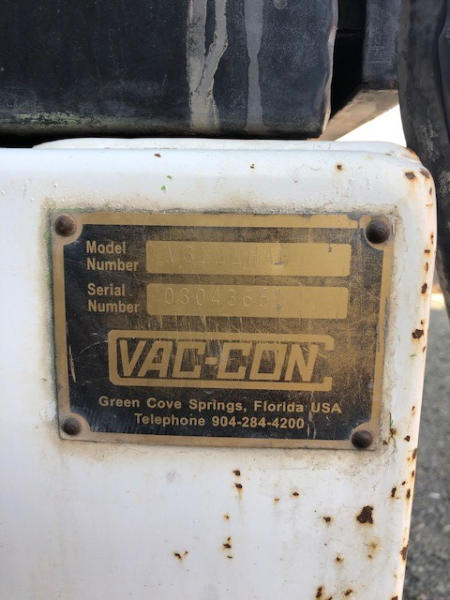 Model
Number
Serial
Number
VAC-CON
Green Cove Springs, Florida USA
Telephone 904-284-4200